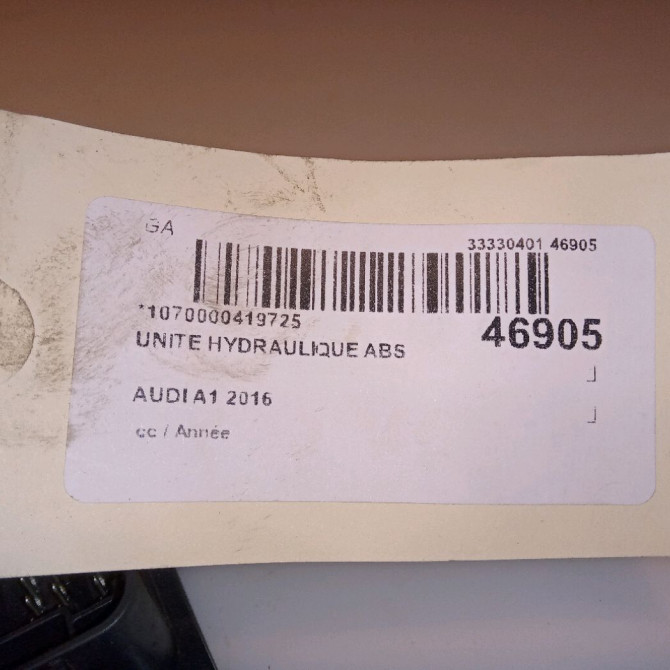 GA
33330401 46905
*1070000419725
46905
UNITE HYDRAULIQUE ABS
AUDI A1 2016
cc / Année